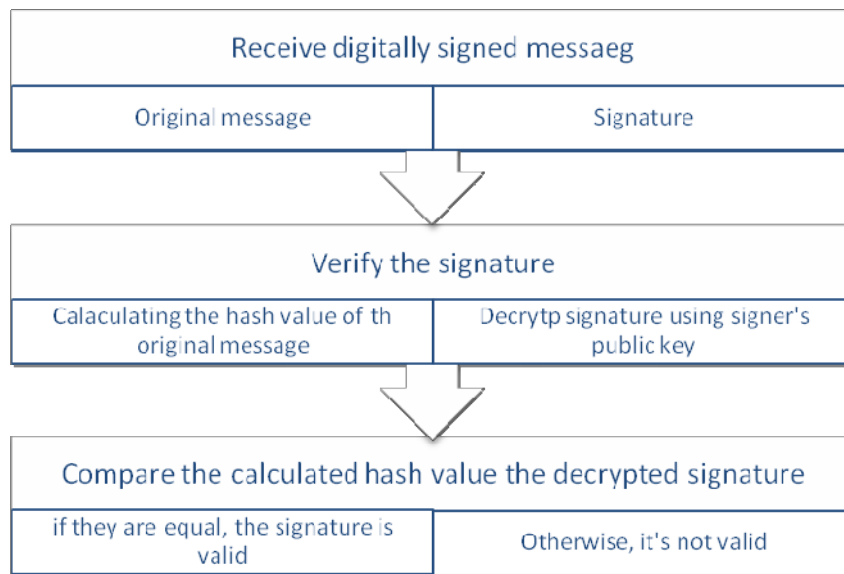 Receive digitally signed messaeg
Original message
Signature
Verify the signature
Calaculating the hash value of th
original message
Decrytp signature using signer's
public key
Compare the calculated hash value the decrypted signature
if they are equal, the signature is
valid
Otherwise, it's not valid